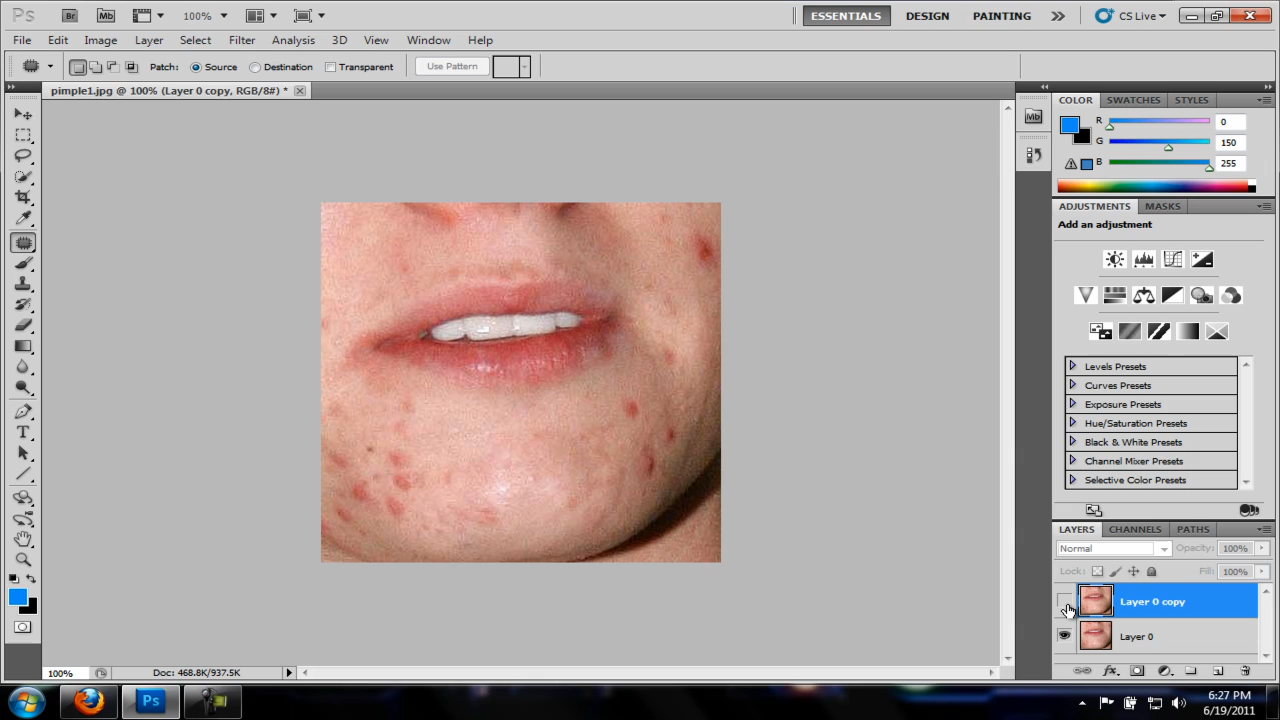 Ps Br Mb 100% ESSENTIALS DESIGN PAINTING CS Live
File Edit Image Layer Select Filter Analysis 3D View Window Help
Patch: Source Destination Transparent Use Pattern
pimple1.jpg @ 100% (Layer 0 copy, RGB/8#) *
COLOR SWATCHES STYLES
Mb
R 0
G 150
B 255
ADJUSTMENTS MASKS
Add an adjustment
Levels Presets
Curves Presets
Exposure Presets
Hue/Saturation Presets
Black & White Presets
Channel Mixer Presets
Selective Color Presets
LAYERS CHANNELS PATHS
Normal Opacity: 100%
Lock: Fill: 100%
Layer 0 copy
Layer 0
100% Doc: 468.8K/937.5K
Ps
6:27 PM
6/19/2011